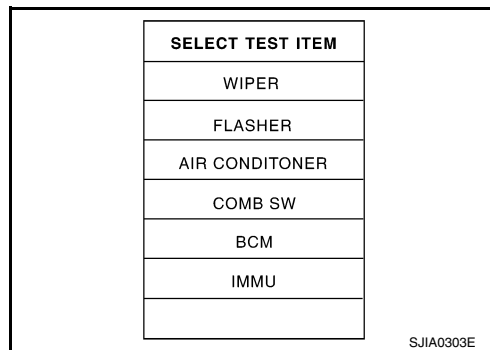 SELECT TEST ITEM
WIPER
FLASHER
AIR CONDITONER
COMB SW
BCM
IMMU
SJIA0303E